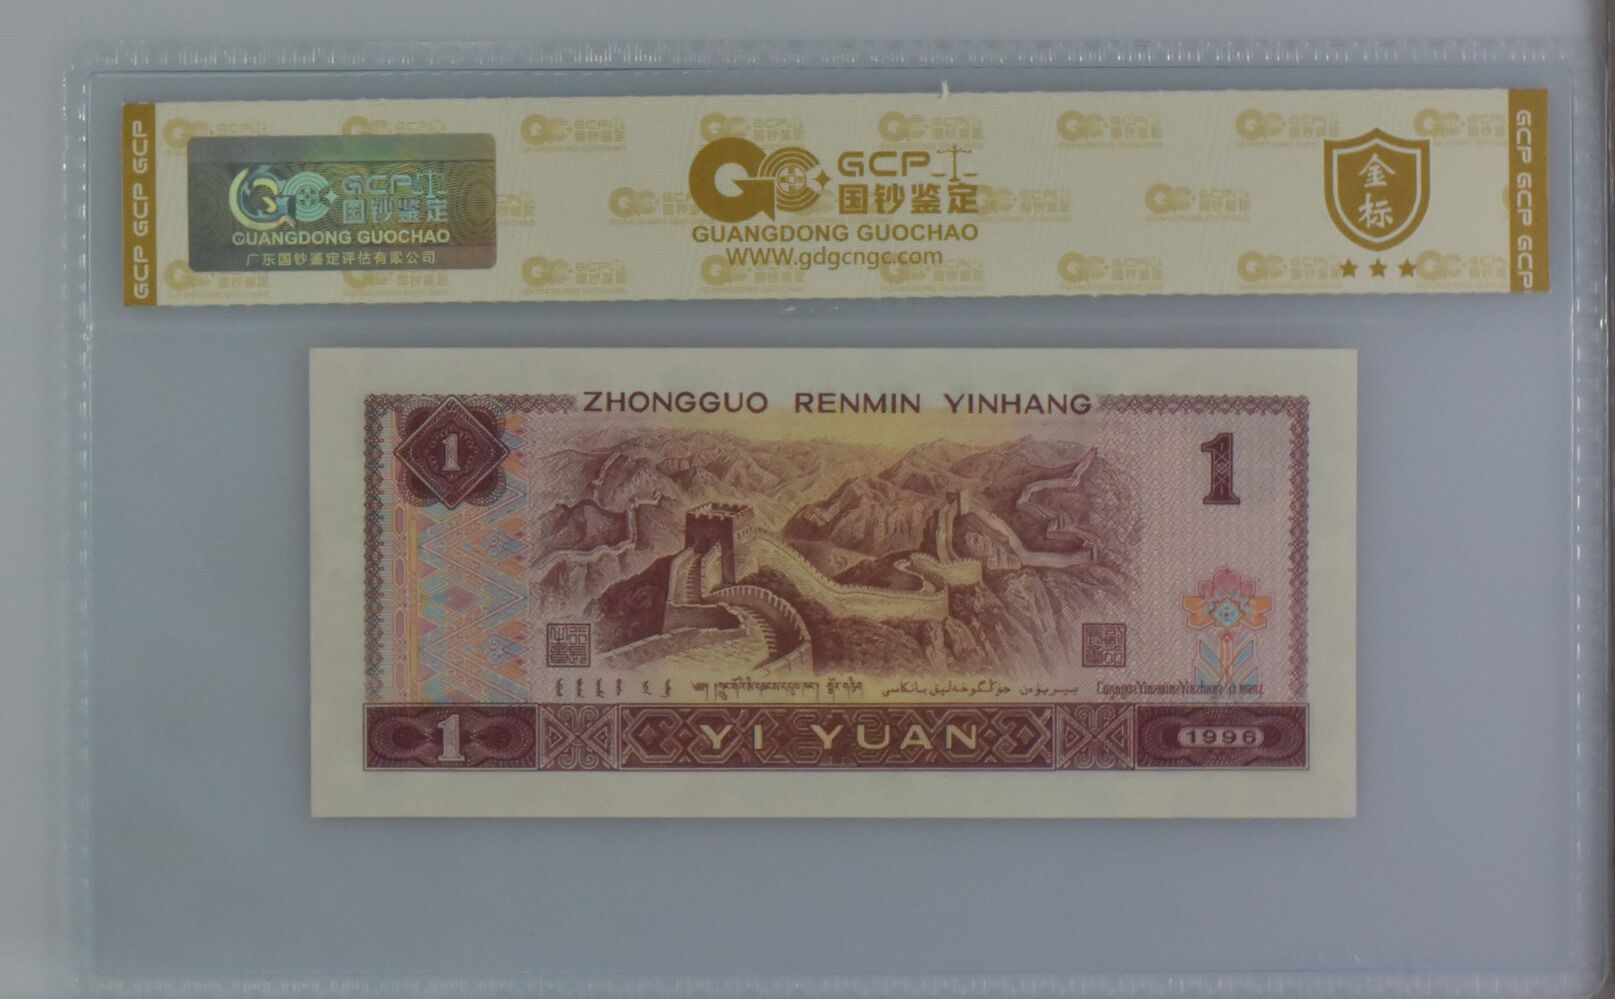 GCP GCP GCP
GCP
国钞鉴定
GUANGDONG GUOCHAO
广东国钞鉴定评估有限公司
GCP
国钞鉴定
GUANGDONG GUOCHAO
WWW.gdgcngc.com
金标
GCP GCP GCP
ZHONGGUO RENMIN YINHANG
1
1
1
YI YUAN
1996